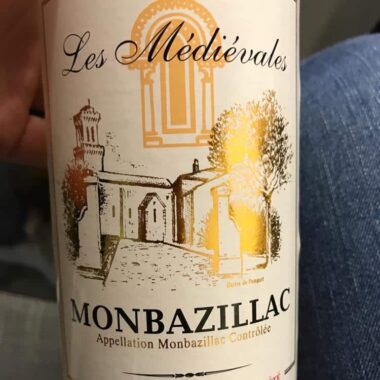 Les Médiévales
MONBAZILLAC
Appellation Monbazillac Contrôlée